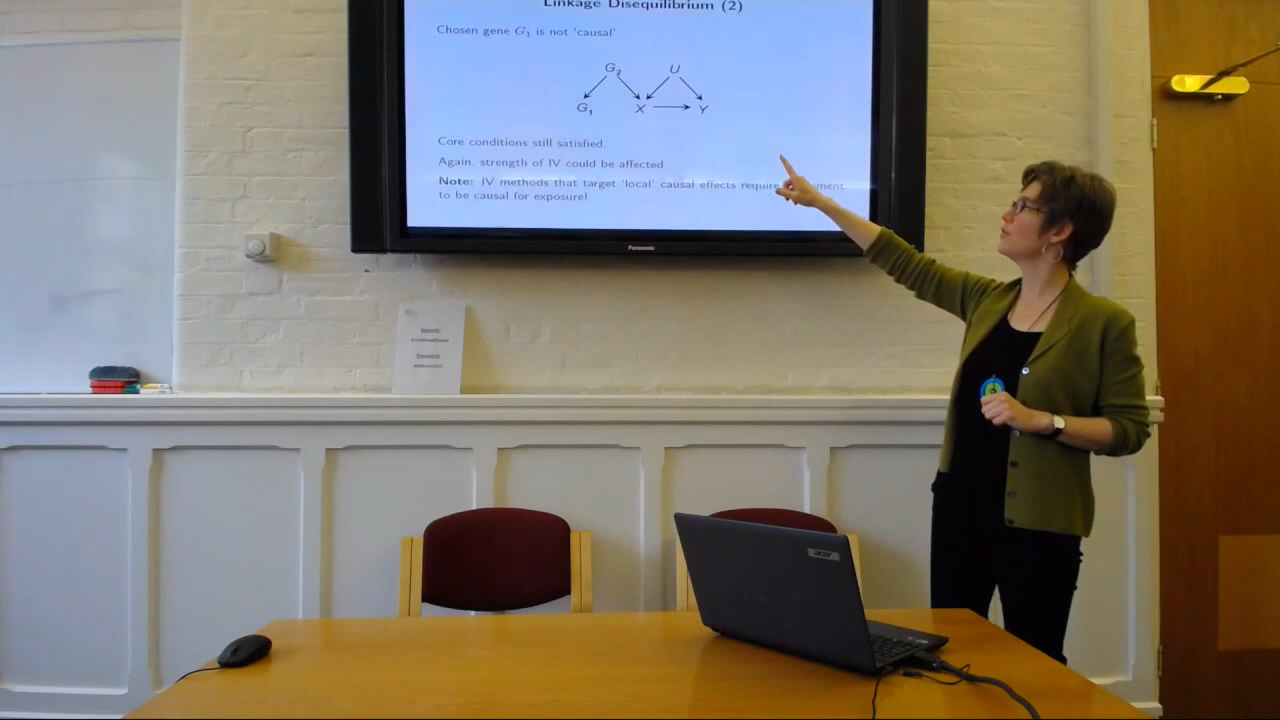 Linkage Disequilibrium (2)
Chosen gene G1 is not 'causal'
G2 U
G1 X Y
Core conditions still satisfied.
Again, strength of IV could be affected
Note: IV methods that target 'local' causal effects require
to be causal for exposure!
Panasonic
acer